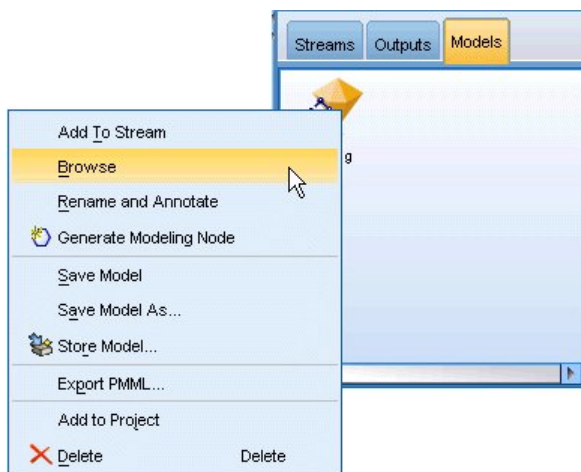 Streams Outputs Models
g
Add To Stream
Browse
Rename and Annotate
Generate Modeling Node
Save Model
Save Model As...
Store Model...
Export PMML...
Add to Project
Delete Delete